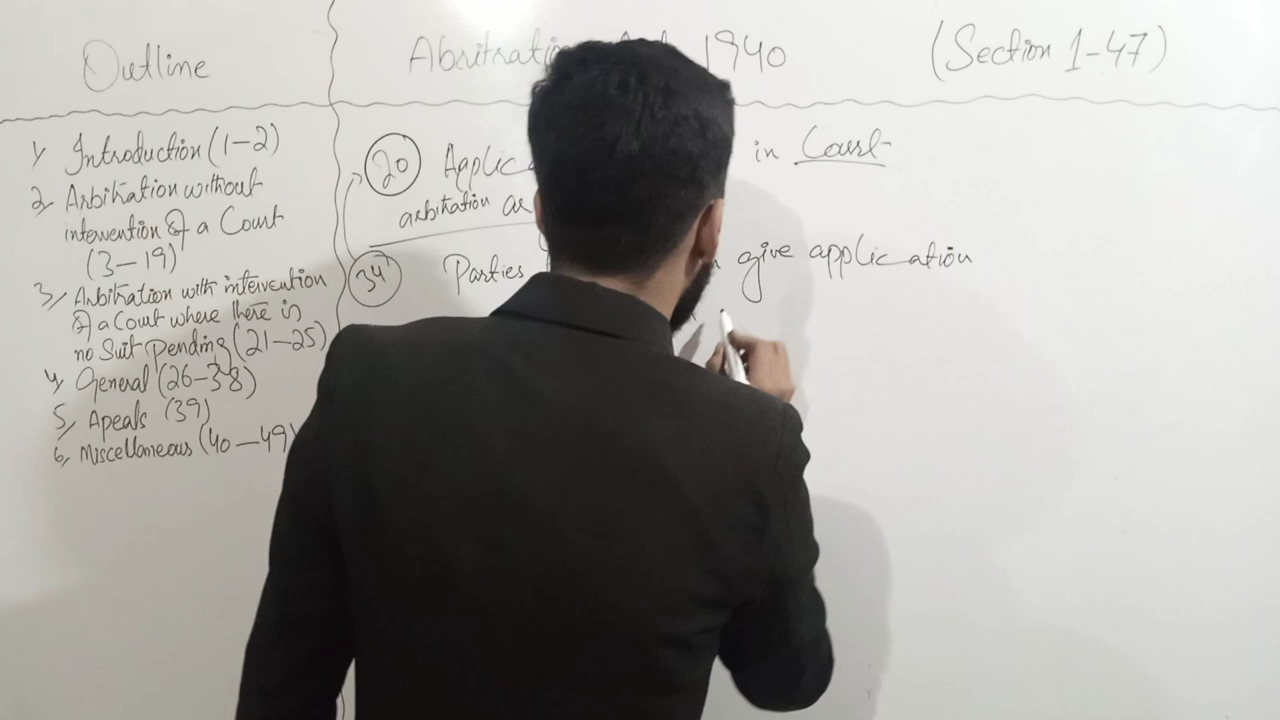 Outline
1, Introduction (1-2)
2, Arbitration without
intervention of a Court
(3-19)
3, Arbitration with intervention
of a Court where there is
no Suit pending (21-25)
4, General (26-38)
5, Apeals (39)
6, Miscellaneous (40-49)
1940 (Section 1-47)
20 in Court
arbitration
34 Parties give application